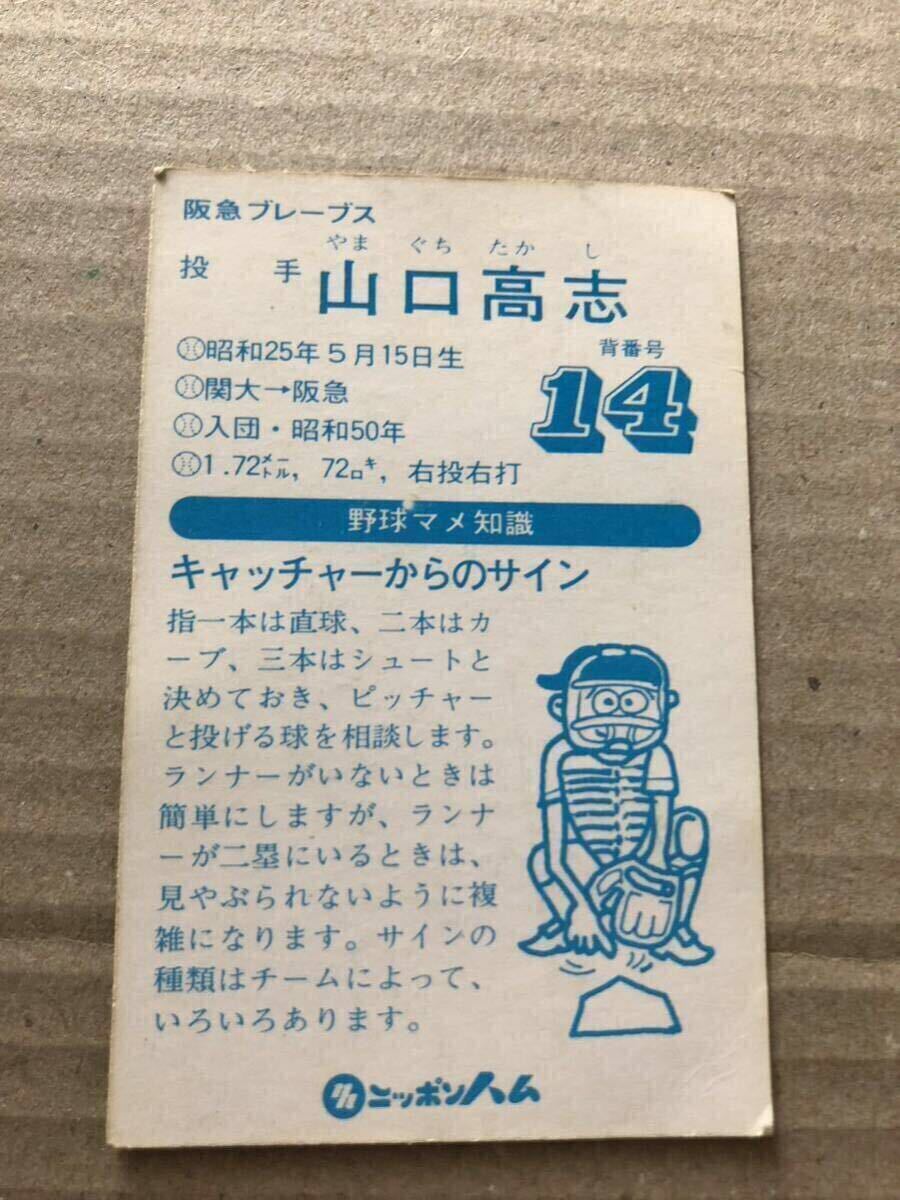 阪急ブレーブス
やま ぐち たか し
投手 山口高志
昭和25年5月15日生
背番号
関大→阪急
14
入団・昭和50年
1.72メートル, 72キロ, 右投右打
野球マメ知識
キャッチャーからのサイン
指一本は直球、二本はカ
ーブ、三本はシュートと
決めておき、ピッチャー
と投げる球を相談します。
ランナーがいないときは
簡単にしますが、ランナ
ーが二塁にいるときは、
見やぶられないように複
雑になります。サインの
種類はチームによって、
いろいろあります。
ニッポンハム